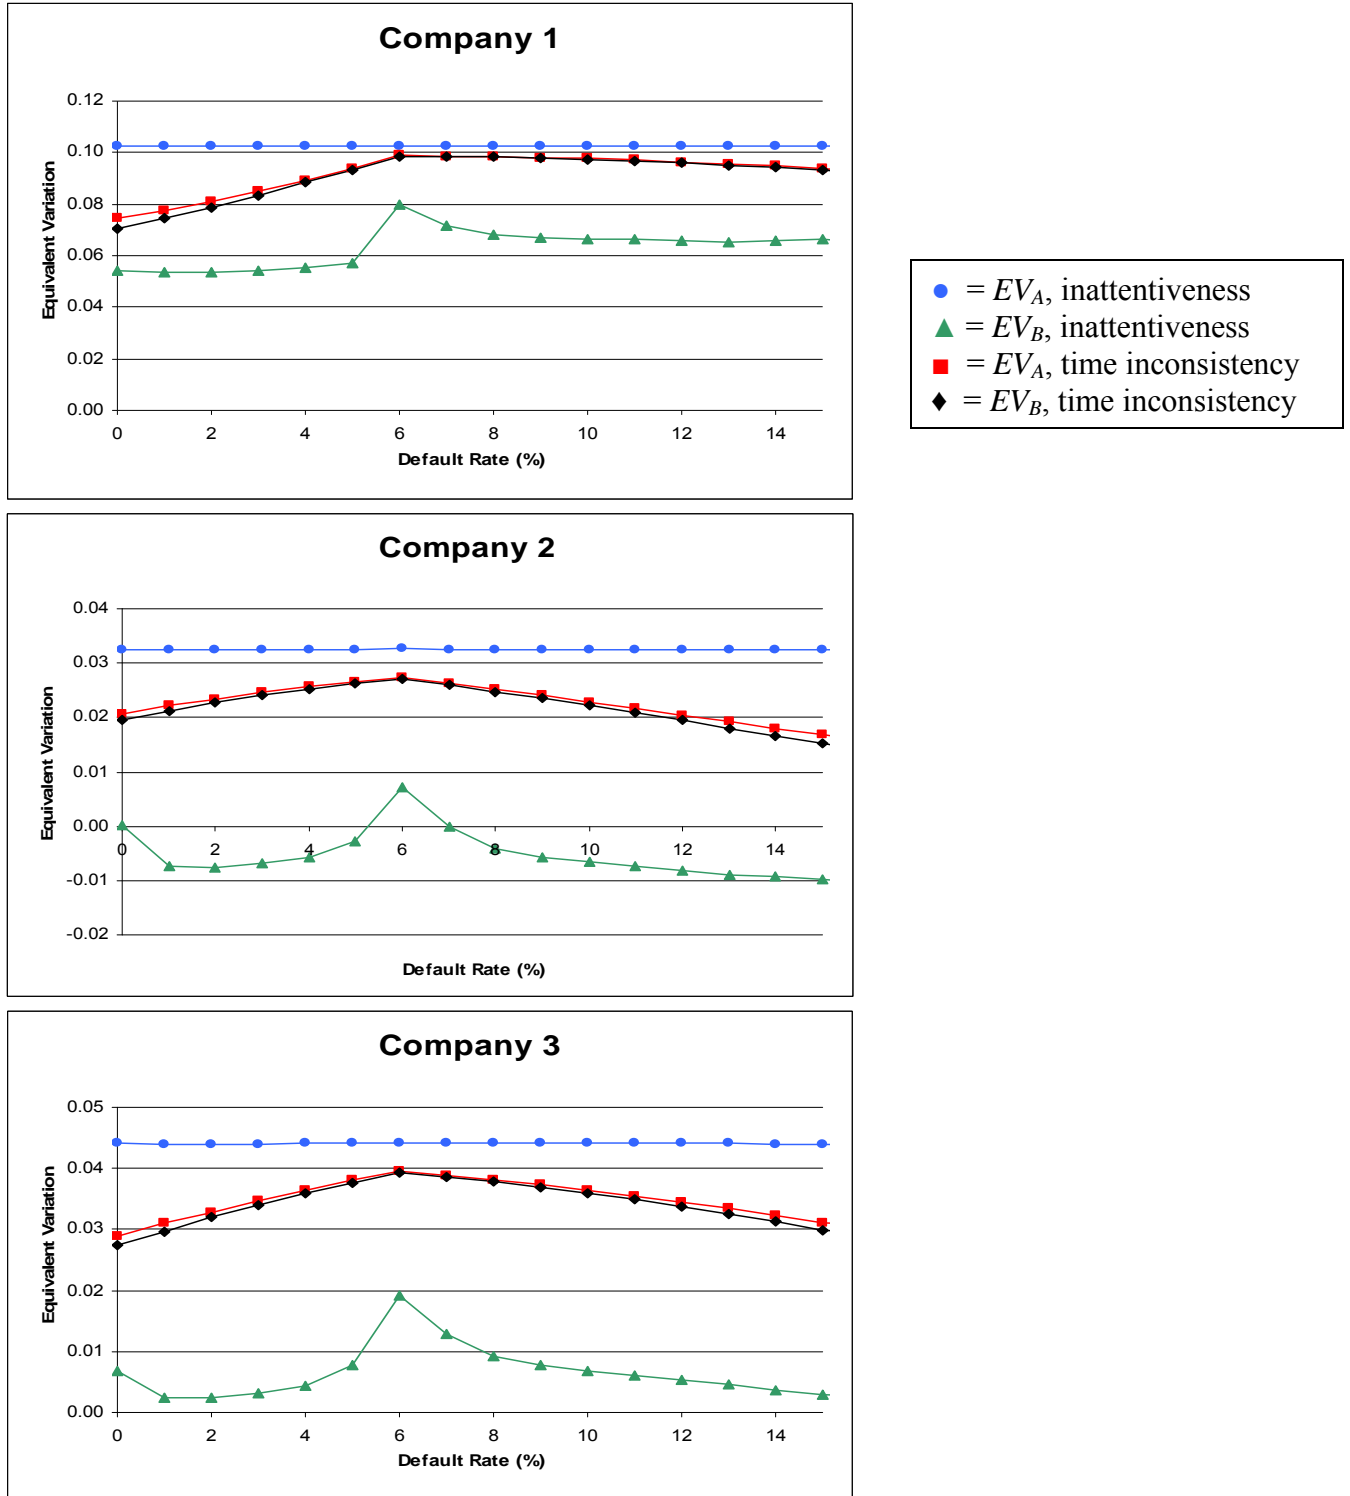 Company 1
Equivalent Variation
0.12
0.10
0.08
0.06
0.04
0.02
0.00
0 2 4 6 8 10 12 14
Default Rate (%)
= EV_A, inattentiveness
= EV_B, inattentiveness
= EV_A, time inconsistency
= EV_B, time inconsistency
Company 2
Equivalent Variation
0.04
0.03
0.02
0.01
0.00
-0.01
-0.02
0 2 4 6 8 10 12 14
Default Rate (%)
Company 3
Equivalent Variation
0.05
0.04
0.03
0.02
0.01
0.00
0 2 4 6 8 10 12 14
Default Rate (%)